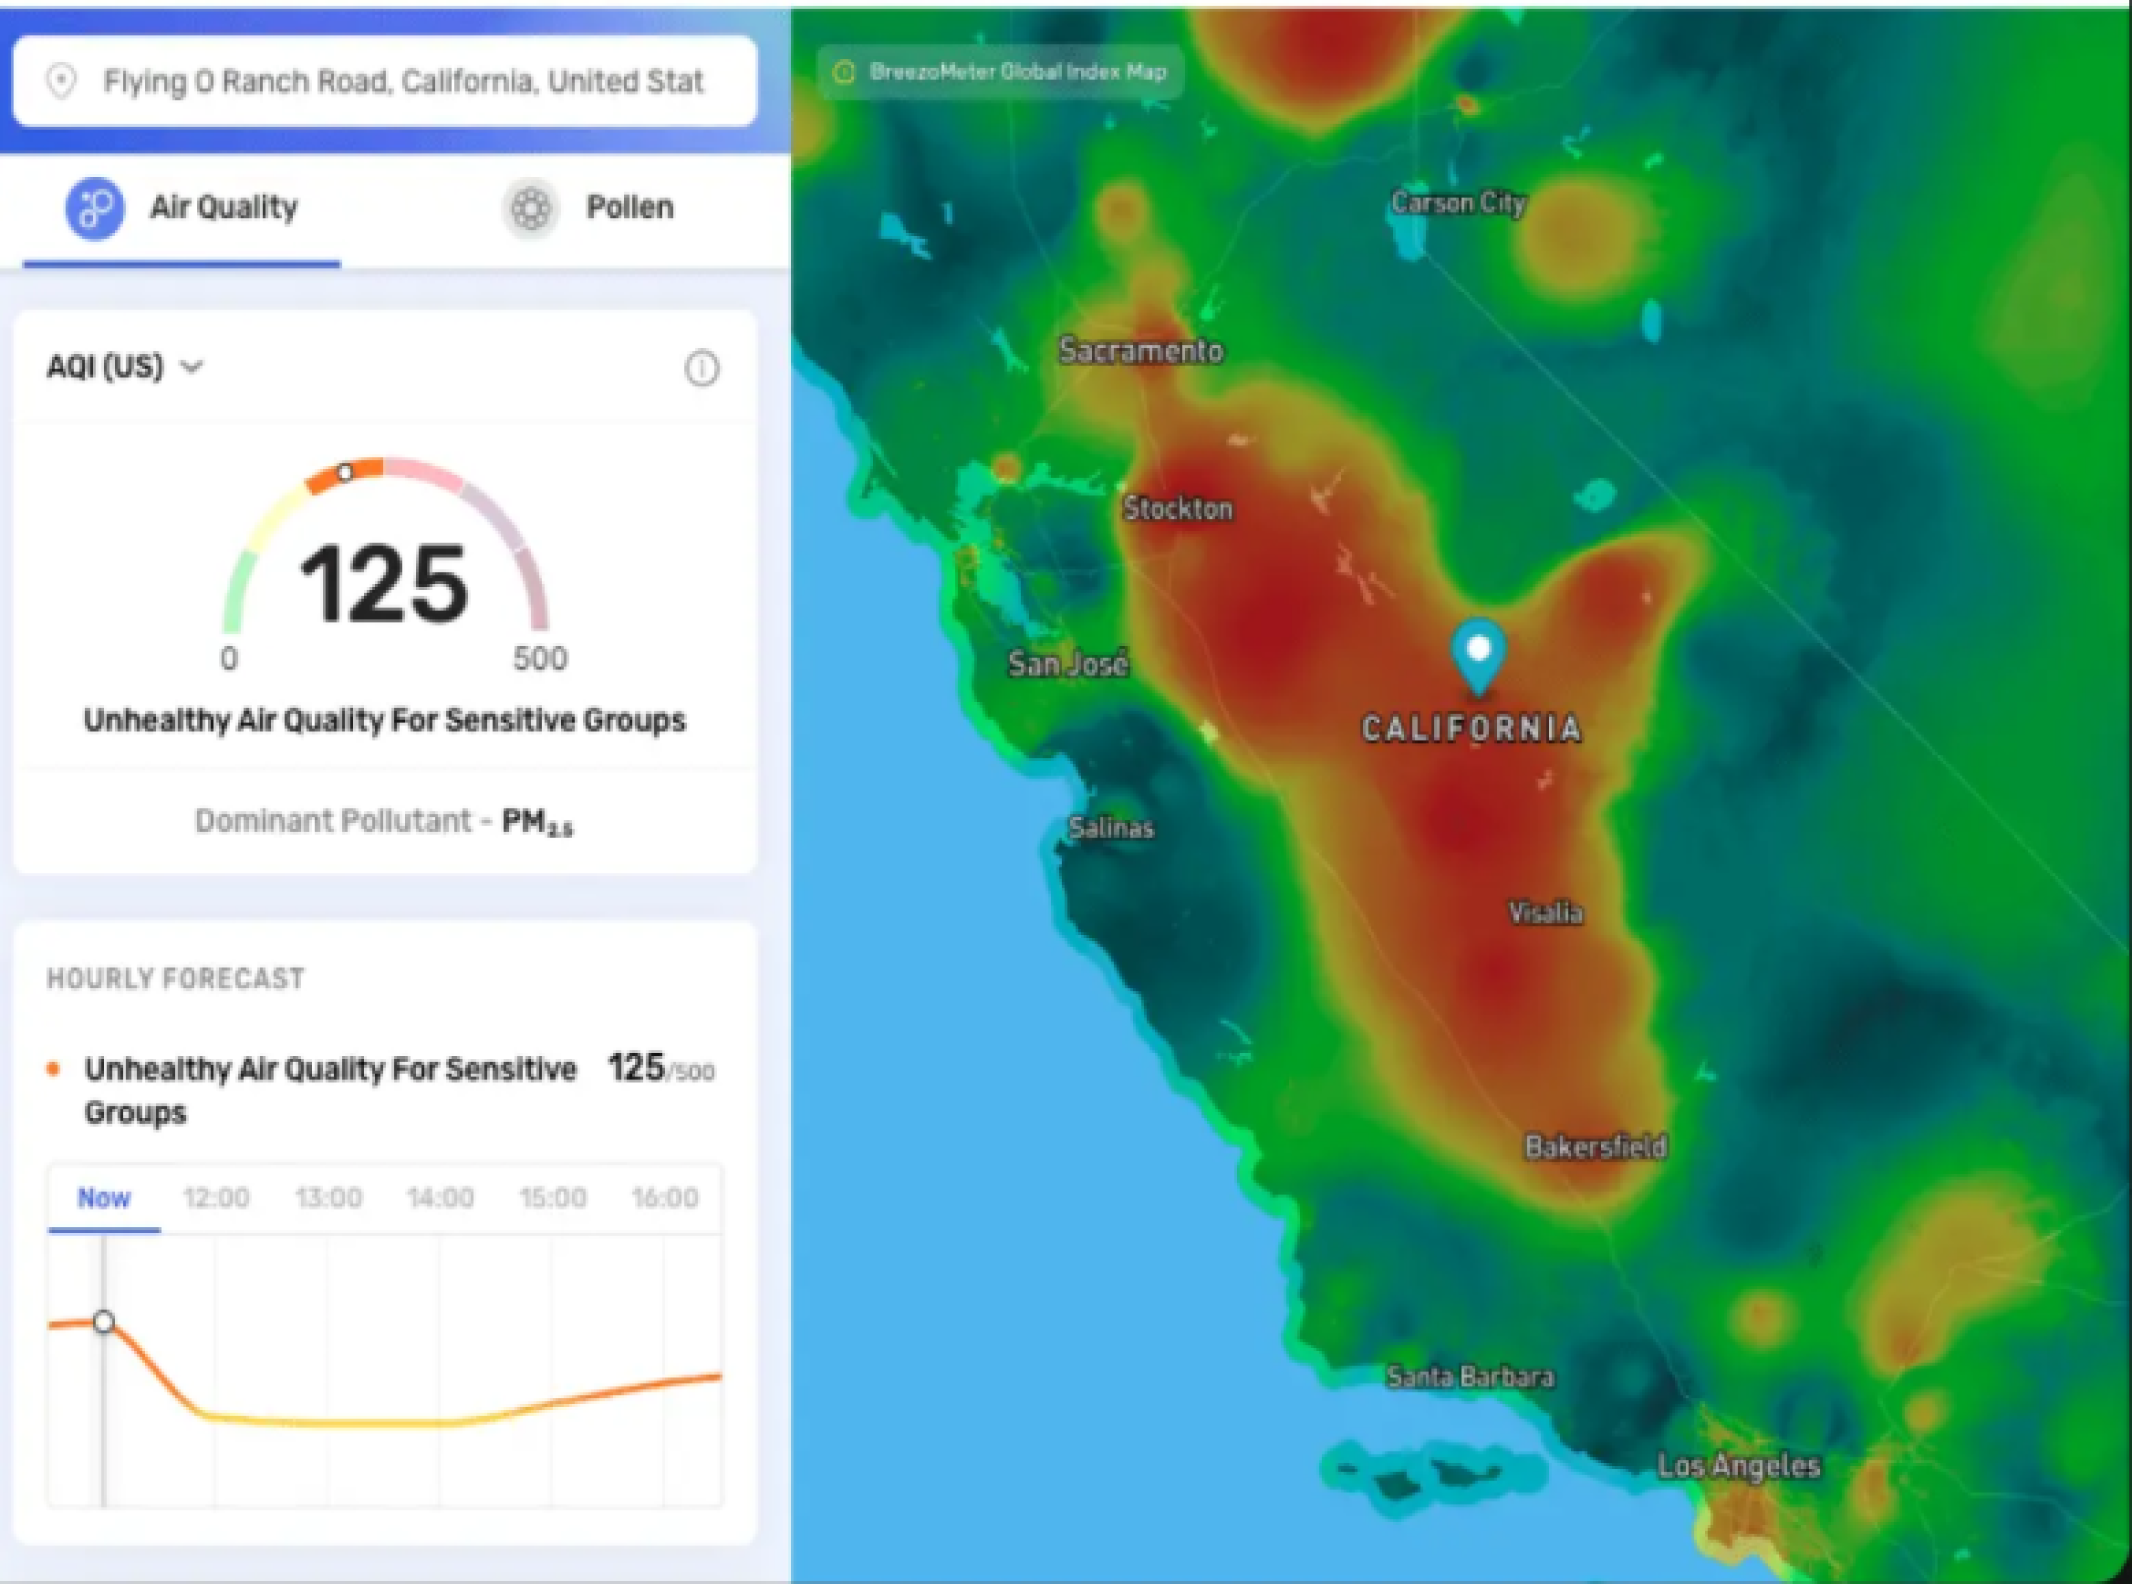 Flying O Ranch Road, California, United Stat
Air Quality
Pollen
AQI (US)
125
0
500
Unhealthy Air Quality For Sensitive Groups
Dominant Pollutant - PM2.5
HOURLY FORECAST
Unhealthy Air Quality For Sensitive
Groups
125/500
Now
12:00
13:00
14:00
15:00
16:00
BreezoMeter Global Index Map
Carson City
Sacramento
Stockton
San José
CALIFORNIA
Salinas
Visalia
Bakersfield
Santa Barbara
Los Angeles